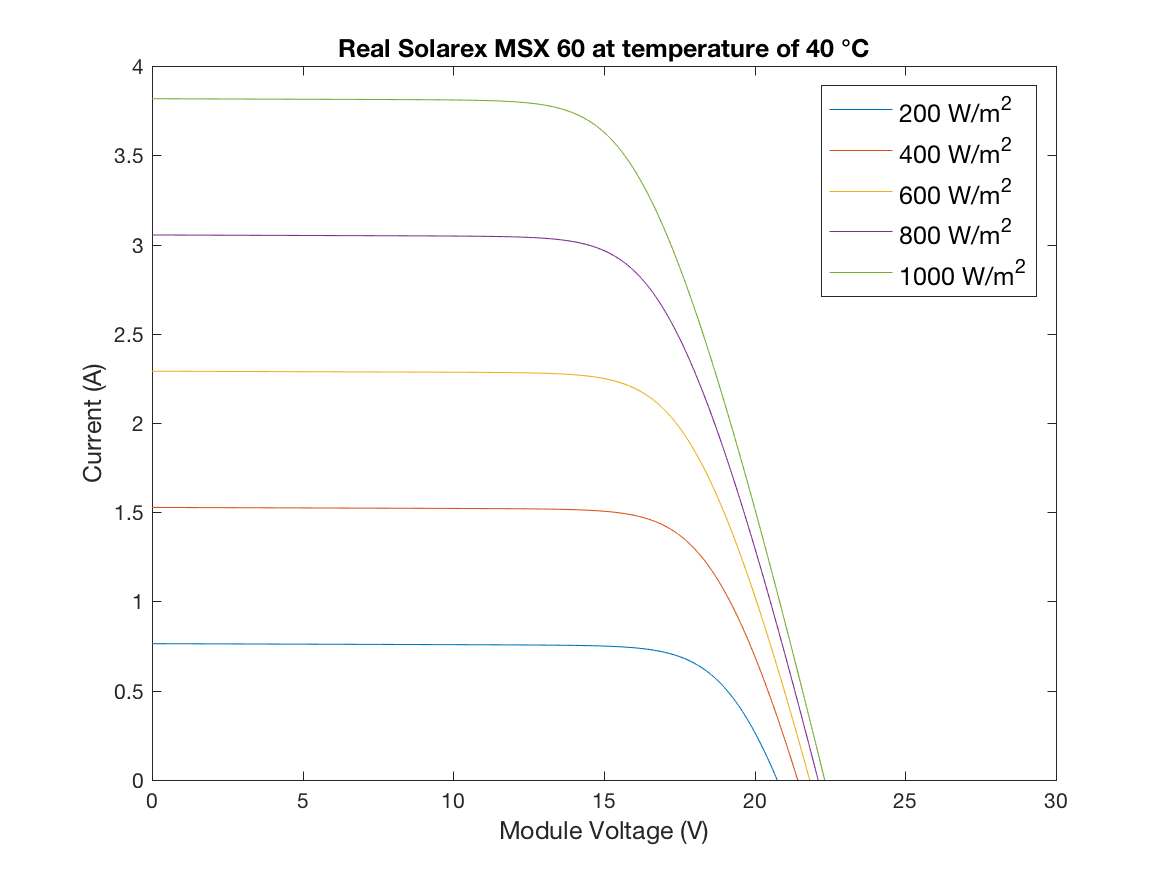 Real Solarex MSX 60 at temperature of 40 °C
4
3.5
3
2.5
2
1.5
1
0.5
0
Current (A)
200 W/m²
400 W/m²
600 W/m²
800 W/m²
1000 W/m²
0 5 10 15 20 25 30
Module Voltage (V)